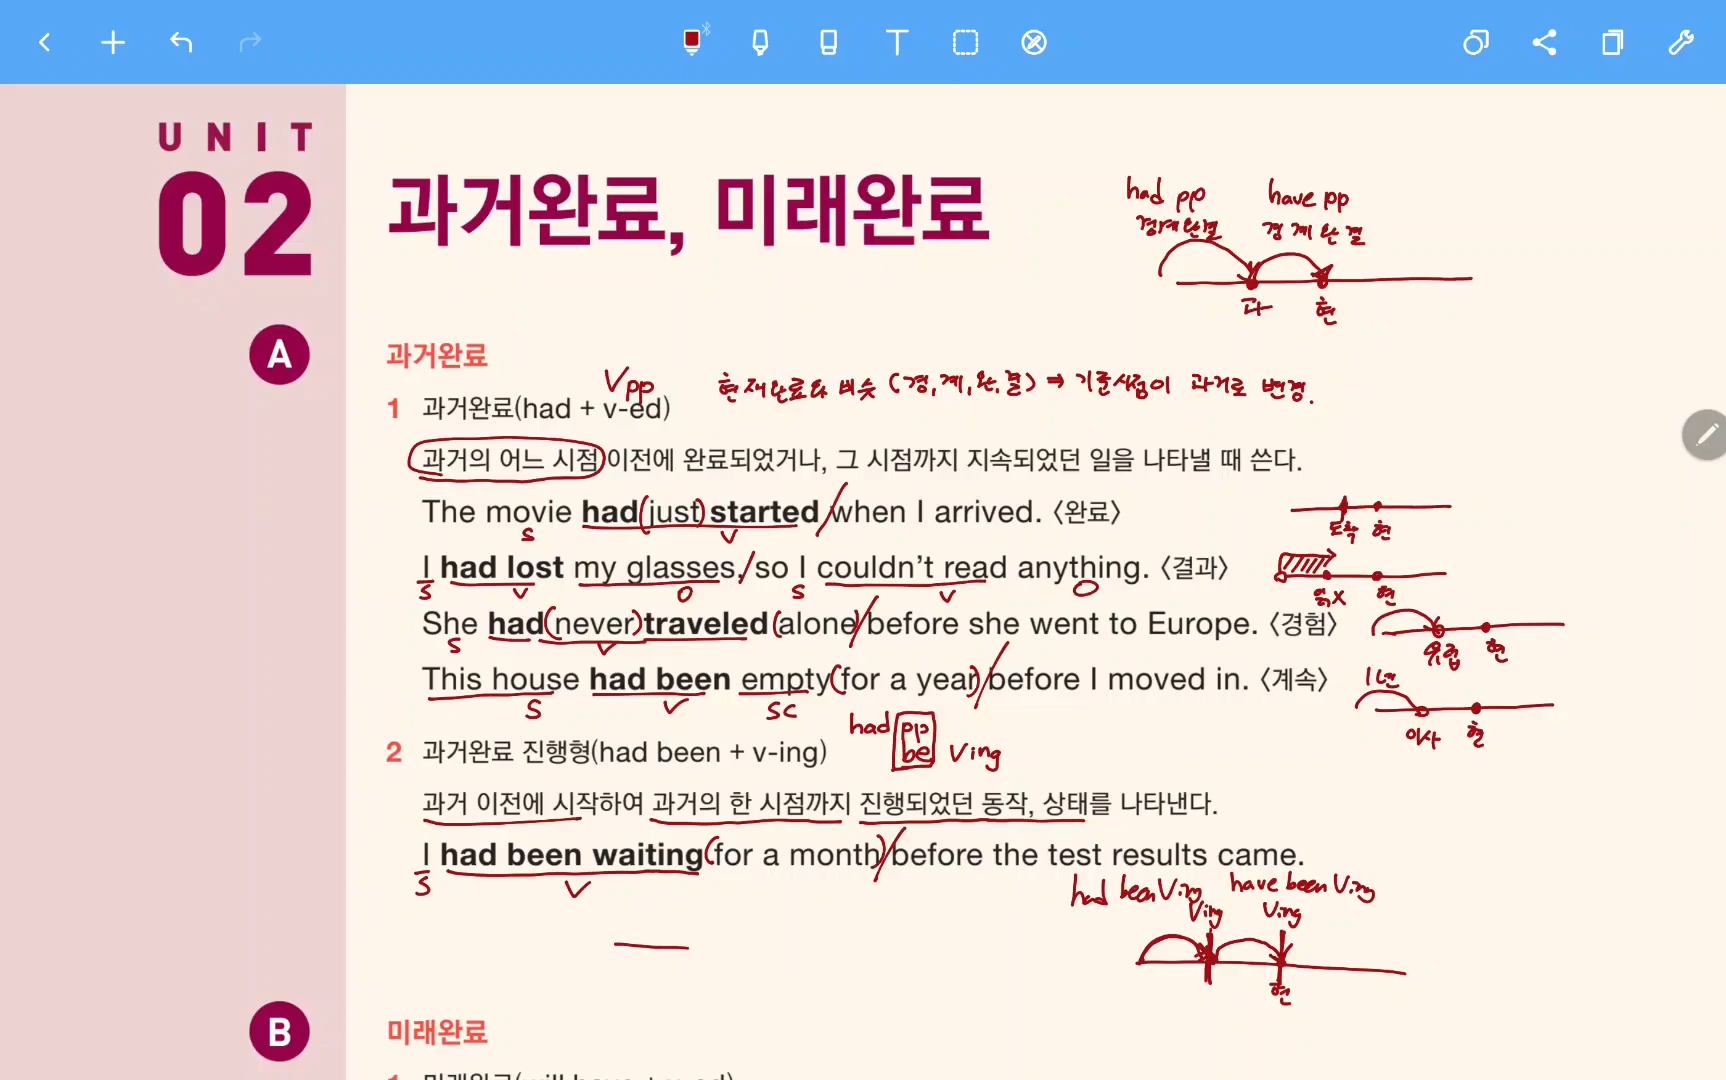 UNIT
02
과거완료, 미래완료
had pp
have pp
경계완결
경계완결
과
현
A
과거완료
Vpp
현재완료와 비슷 (경,계,완,결) ⇒ 기준시점이 과거로 변경.
1 과거완료(had + v-ed)
과거의 어느 시점 이전에 완료되었거나, 그 시점까지 지속되었던 일을 나타낼 때 쓴다.
The movie had (just) started / when I arrived. 〈완료〉
S
V
도착 현
I had lost my glasses, / so I couldn't read anything. 〈결과〉
S
V
O
S
V
O
읽X
현
She had (never) traveled (alone) / before she went to Europe. 〈경험〉
S
V
유럽
현
This house had been empty (for a year) / before I moved in. 〈계속〉
S
V
SC
1년
이사
현
had pp
be Ving
2 과거완료 진행형(had been + v-ing)
과거 이전에 시작하여 과거의 한 시점까지 진행되었던 동작, 상태를 나타낸다.
I had been waiting (for a month) / before the test results came.
S
V
had been Ving
have been Ving
Ving
Ving
현
B
미래완료